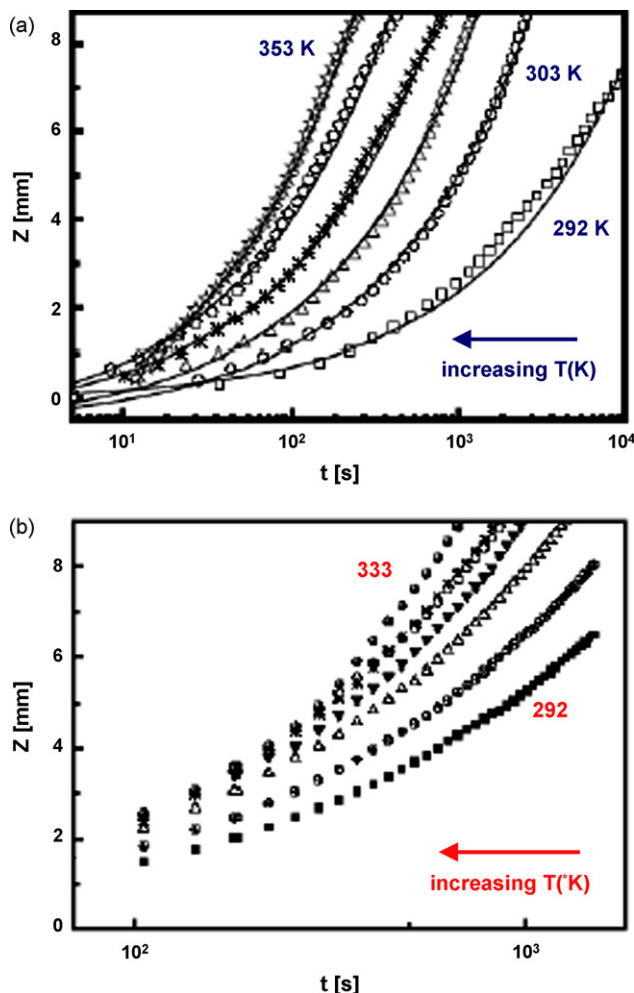 (a)
8
353 K
303 K
6
Z [mm]
292 K
4
2
increasing T(K)
0
10¹ 10² 10³ 10⁴
t [s]
(b)
8
333
6
Z [mm]
292
4
2
increasing T(°K)
0
10² 10³
t [s]